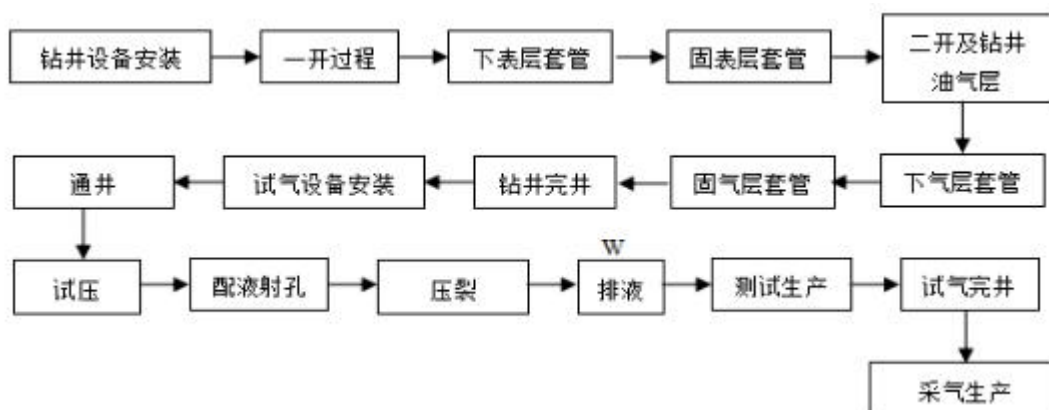 钻井设备安装
一开过程
下表层套管
固表层套管
二开及钻井
油气层
下气层套管
固气层套管
钻井完井
试气设备安装
通井
试压
配液射孔
压裂
W
排液
测试生产
试气完井
采气生产